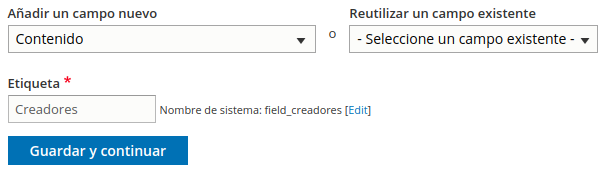 Añadir un campo nuevo
Reutilizar un campo existente
Contenido
o
- Seleccione un campo existente -
Etiqueta *
Creadores
Nombre de sistema: field_creadores [Edit]
Guardar y continuar